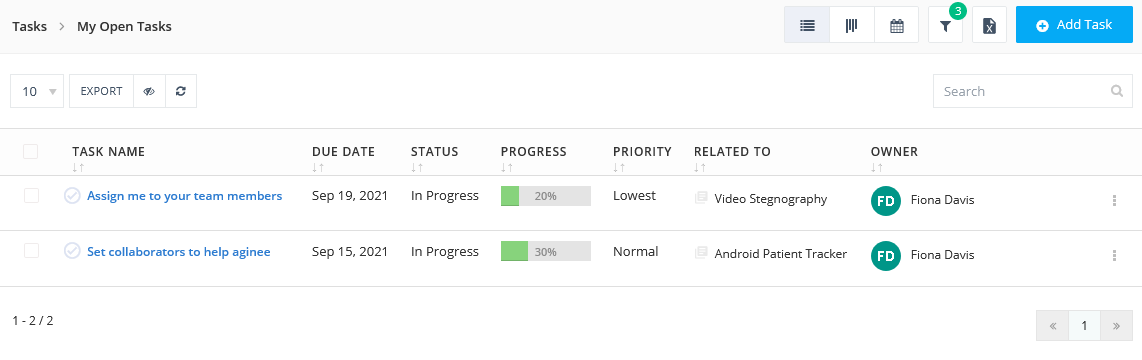 Tasks > My Open Tasks
3
Add Task
10 EXPORT
Search
TASK NAME DUE DATE STATUS PROGRESS PRIORITY RELATED TO OWNER
Assign me to your team members Sep 19, 2021 In Progress 20% Lowest Video Stegnography FD Fiona Davis
Set collaborators to help aginee Sep 15, 2021 In Progress 30% Normal Android Patient Tracker FD Fiona Davis
1 - 2 / 2
« 1 »